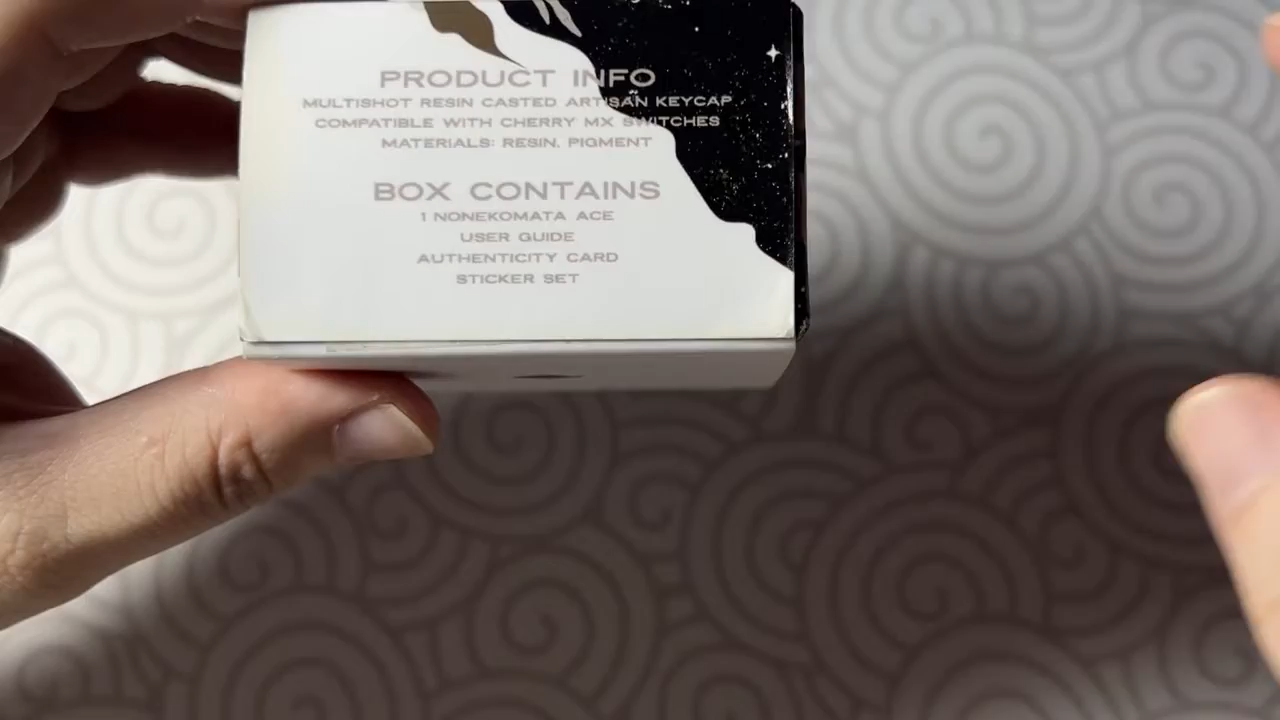 PRODUCT INFO
MULTISHOT RESIN CASTED ARTISAN KEYCAP
COMPATIBLE WITH CHERRY MX SWITCHES
MATERIALS: RESIN, PIGMENT
BOX CONTAINS
1 NONEKOMATA ACE
USER GUIDE
AUTHENTICITY CARD
STICKER SET